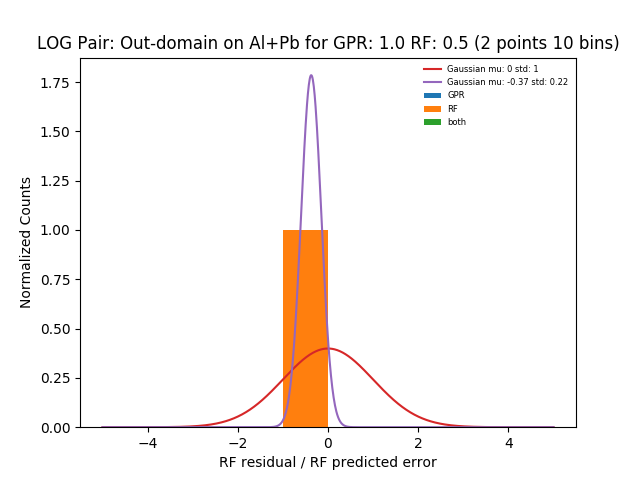 LOG Pair: Out-domain on Al+Pb for GPR: 1.0 RF: 0.5 (2 points 10 bins)
Gaussian mu: 0 std: 1
Gaussian mu: -0.37 std: 0.22
GPR
RF
both
Normalized Counts
1.75
1.50
1.25
1.00
0.75
0.50
0.25
0.00
−4 −2 0 2 4
RF residual / RF predicted error